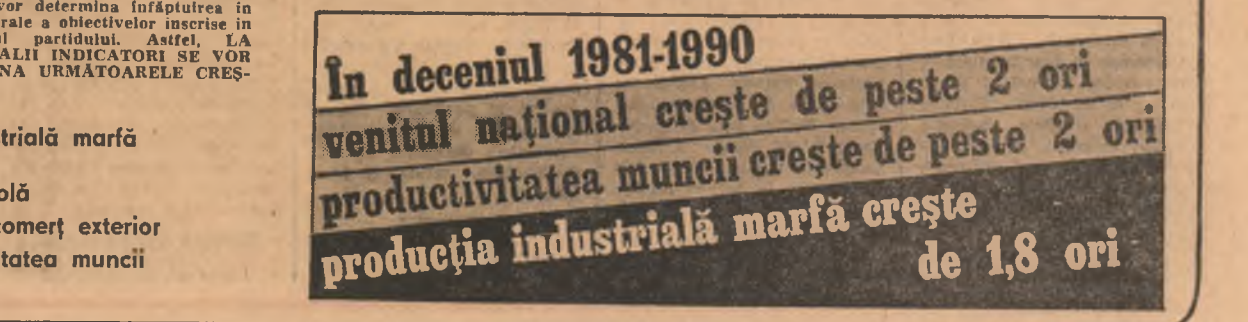 vor determina înfăptuirea in
rale a obiectivelor inscrise in
ul partidului. Astfel, LA
ALII INDICATORI SE VOR
NA URMĂTOARELE CREȘ-
trială marfă
olă
comerț exterior
tatea muncii
În deceniul 1981-1990
venitul național crește de peste 2 ori
productivitatea muncii crește de peste 2 ori
producția industrială marfă crește
de 1,8 ori